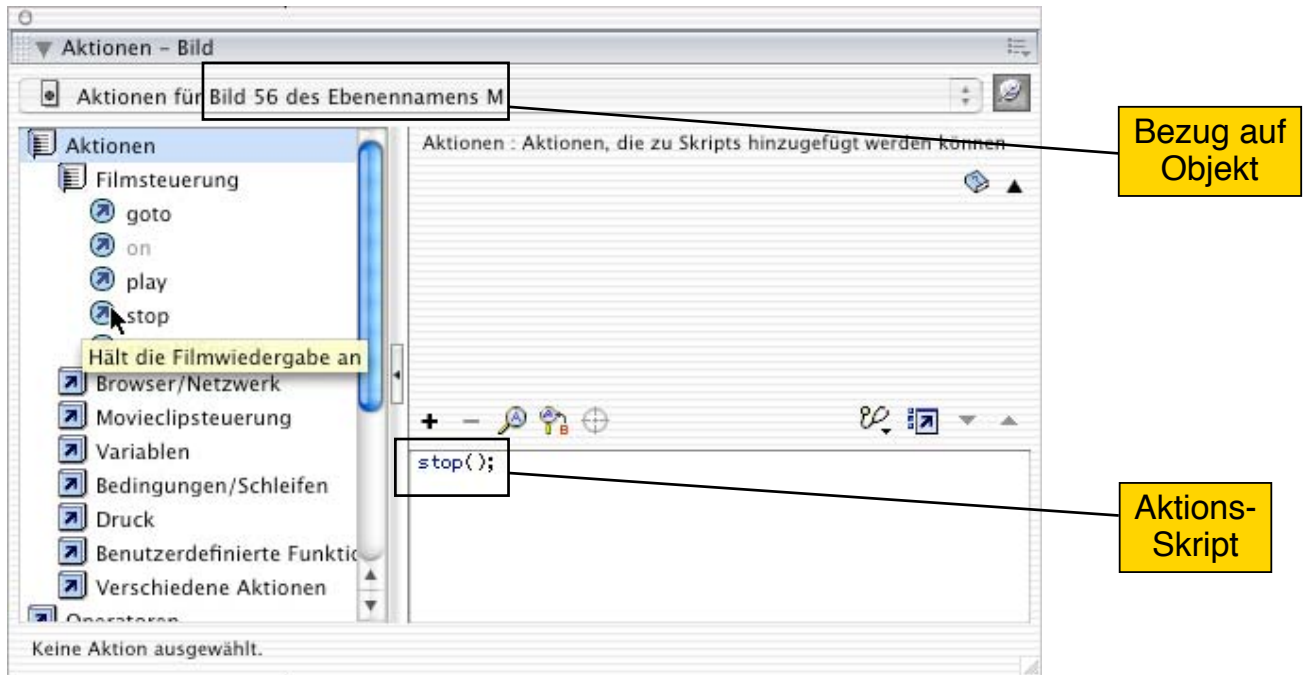 Aktionen – Bild
Aktionen für Bild 56 des Ebenennamens M
Bezug auf
Objekt
Aktionen
Aktionen : Aktionen, die zu Skripts hinzugefügt werden können
Filmsteuerung
goto
on
play
stop
Hält die Filmwiedergabe an
Browser/Netzwerk
Movieclipsteuerung
Variablen
Bedingungen/Schleifen
Druck
Benutzerdefinierte Funktio
Verschiedene Aktionen
Operatoren
stop();
Aktions-
Skript
Keine Aktion ausgewählt.